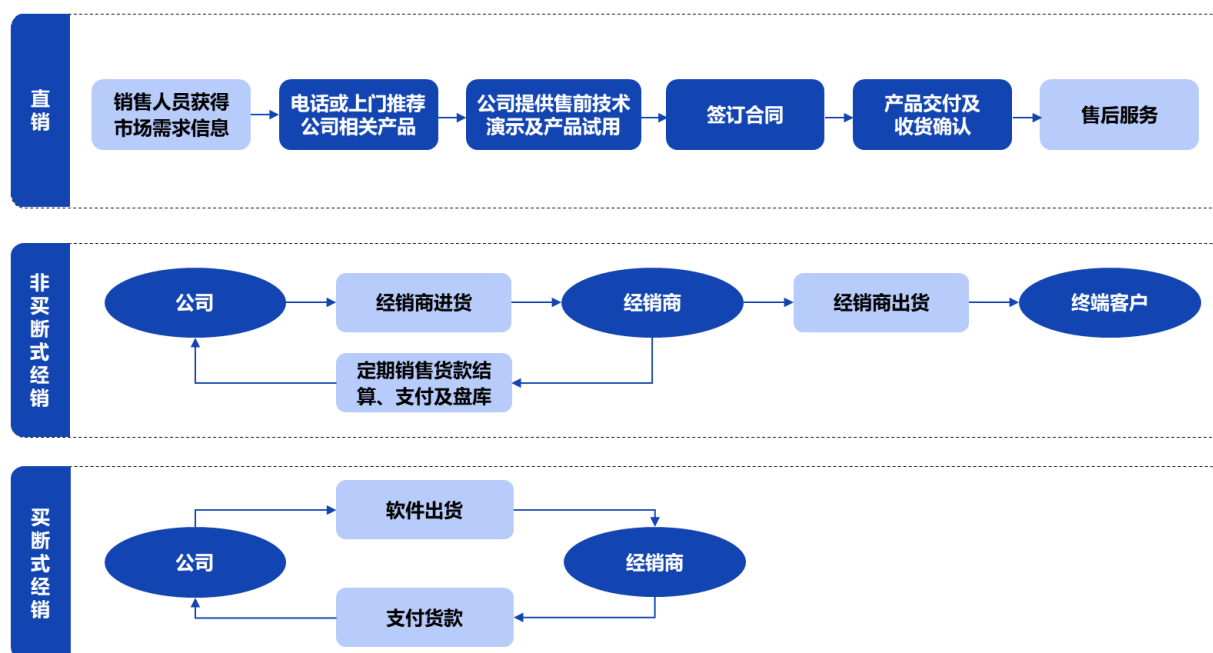 直销
销售人员获得
市场需求信息
电话或上门推荐
公司相关产品
公司提供售前技术
演示及产品试用
签订合同
产品交付及
收货确认
售后服务
非买断式经销
公司
经销商进货
经销商
经销商出货
终端客户
定期销售货款结
算、支付及盘库
买断式经销
软件出货
公司
经销商
支付货款